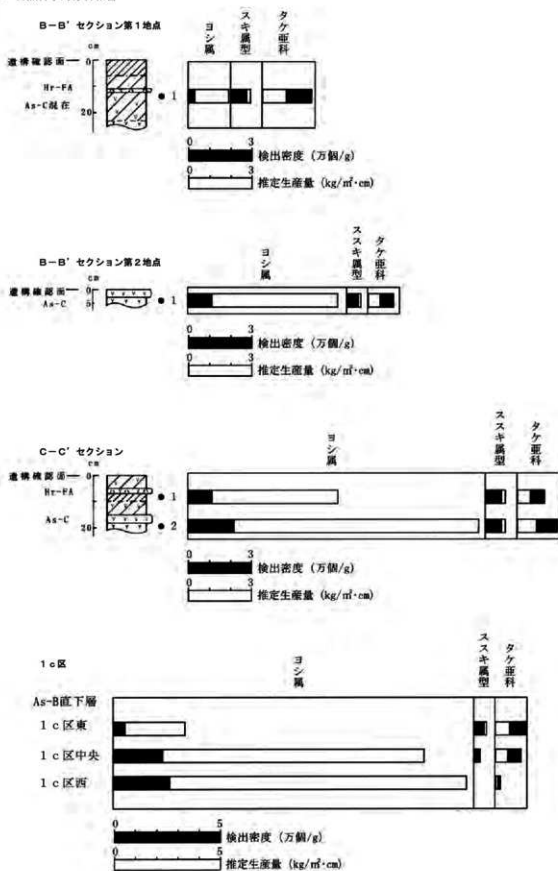 B－B’セクション第1地点
ヨシ属
ススキ属型
タケ亜科
cm
遺構確認面
0
Hr-FA
As-C混在
20
1
0 3
検出密度（万個/g）
0 3
推定生産量（kg/㎡・cm）
B－B’セクション第2地点
ヨシ属
ススキ属型
タケ亜科
cm
遺構確認面
0
As-C
5
1
0 3
検出密度（万個/g）
0 3
推定生産量（kg/㎡・cm）
C－C’セクション
ヨシ属
ススキ属型
タケ亜科
cm
遺構確認面
0
Hr-FA
1
As-C
20
2
0 3
検出密度（万個/g）
0 3
推定生産量（kg/㎡・cm）
1c区
ヨシ属
ススキ属型
タケ亜科
As-B直下層
1c区東
1c区中央
1c区西
0 5
検出密度（万個/g）
0 5
推定生産量（kg/㎡・cm）